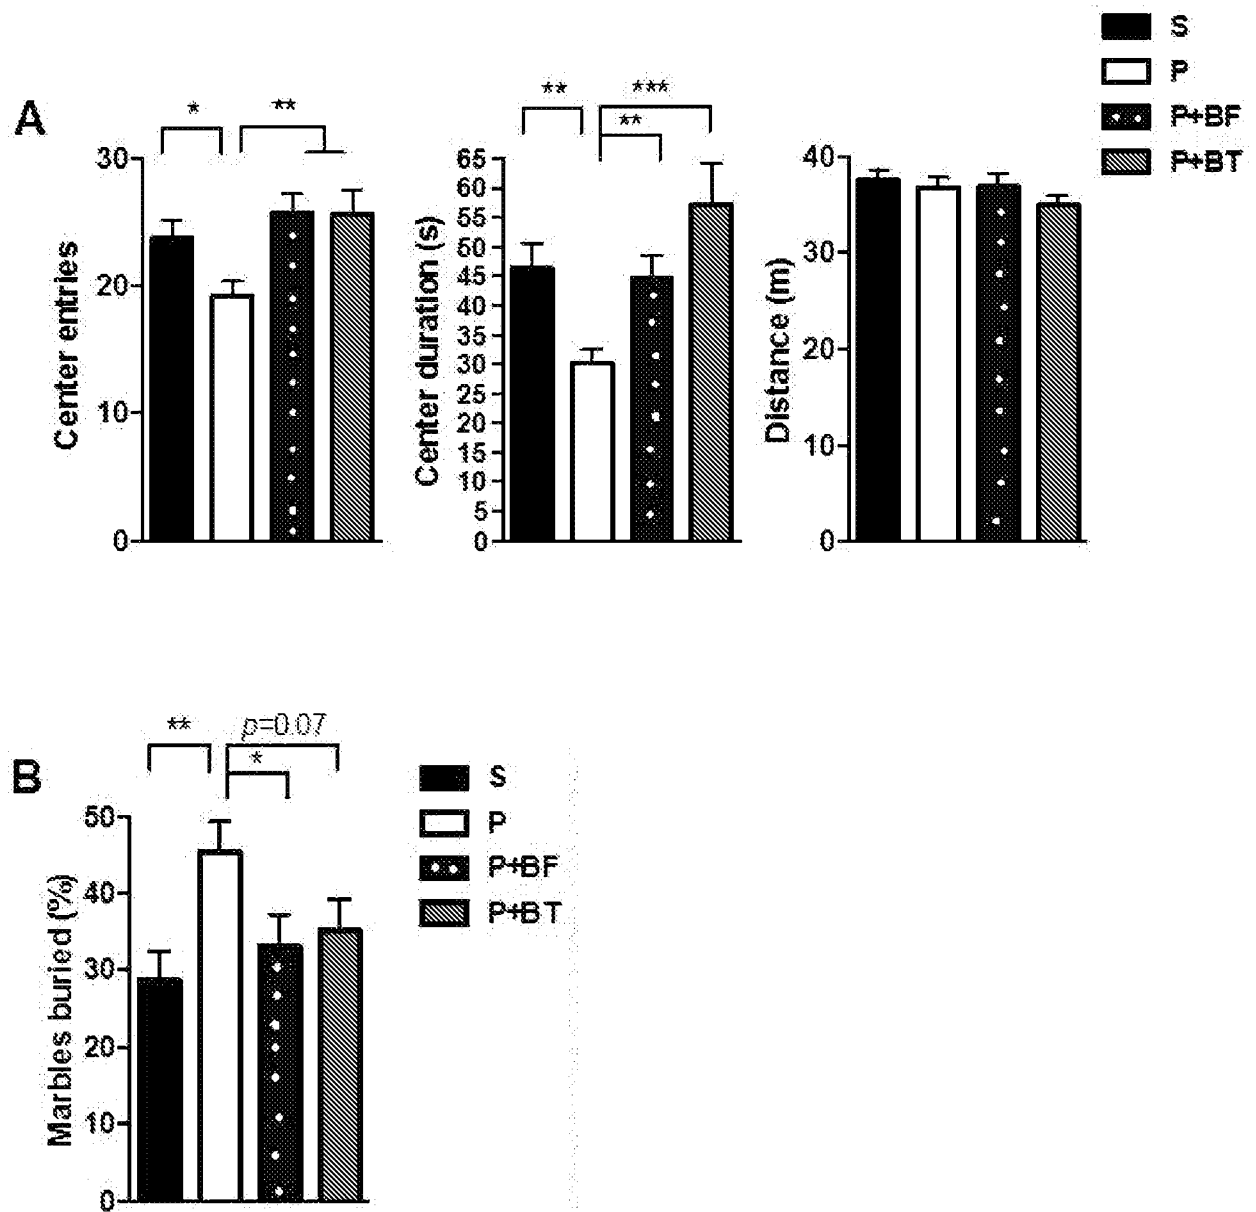 S
P
P+BF
P+BT
A
*
**
30
20
10
0
Center entries
**
***
**
65
60
55
50
45
40
35
30
25
20
15
10
5
0
Center duration (s)
40
30
20
10
0
Distance (m)
B
**
p=0.07
*
50
40
30
20
10
0
Marbles buried (%)
S
P
P+BF
P+BT